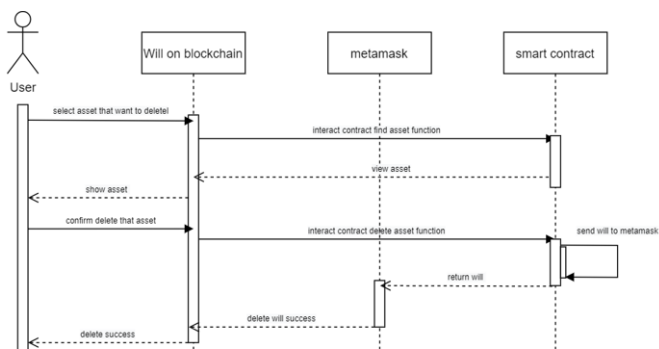 Will on blockchain
metamask
smart contract
User
select asset that want to deletel
interact contract find asset function
view asset
show asset
confirm delete that asset
interact contract delete asset function
send will to metamask
return will
delete will success
delete success